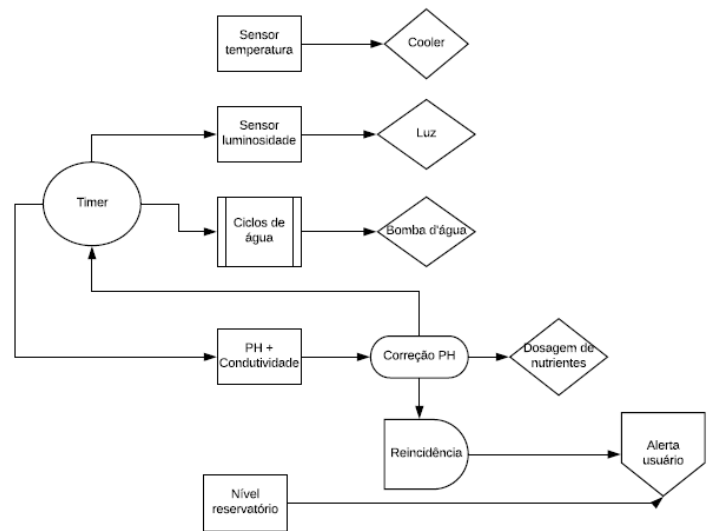 Sensor
temperatura
Cooler
Sensor
luminosidade
Luz
Timer
Ciclos de
água
Bomba d'água
PH +
Condutividade
Correção PH
Dosagem de
nutrientes
Reincidência
Alerta
usuário
Nível
reservatório